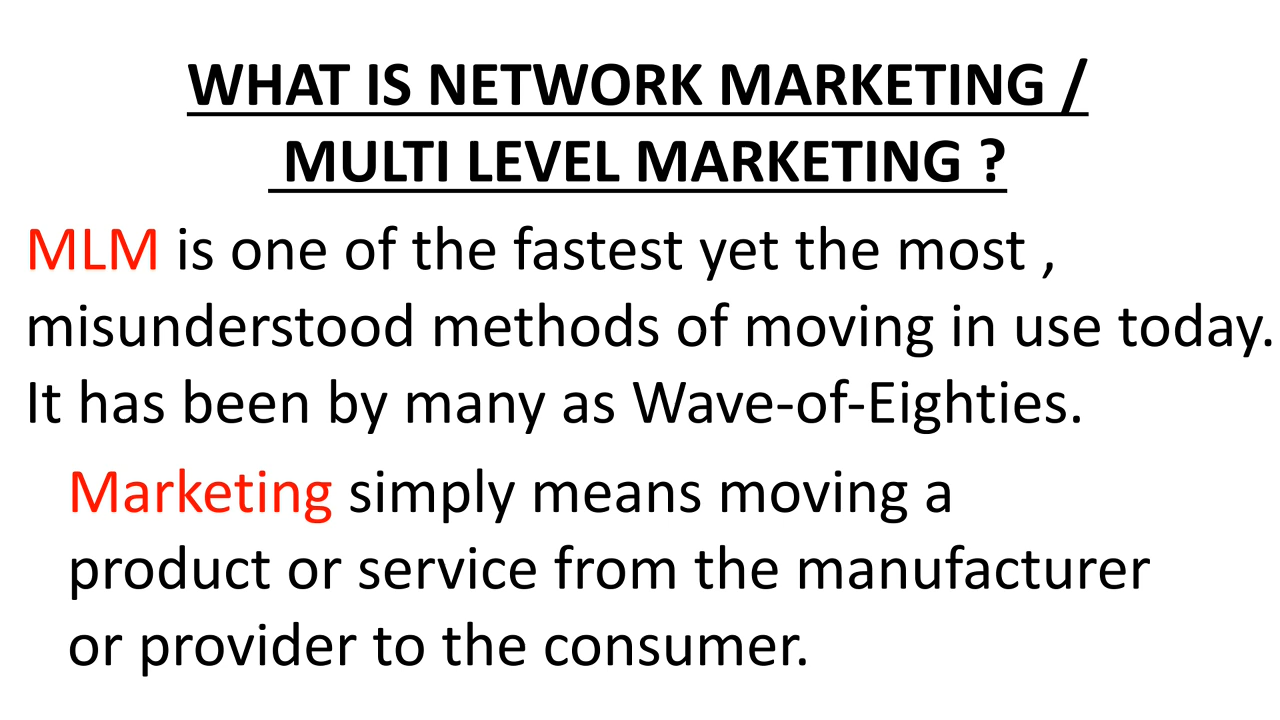 WHAT IS NETWORK MARKETING /
MULTI LEVEL MARKETING ?
MLM is one of the fastest yet the most ,
misunderstood methods of moving in use today.
It has been by many as Wave-of-Eighties.
Marketing simply means moving a
product or service from the manufacturer
or provider to the consumer.